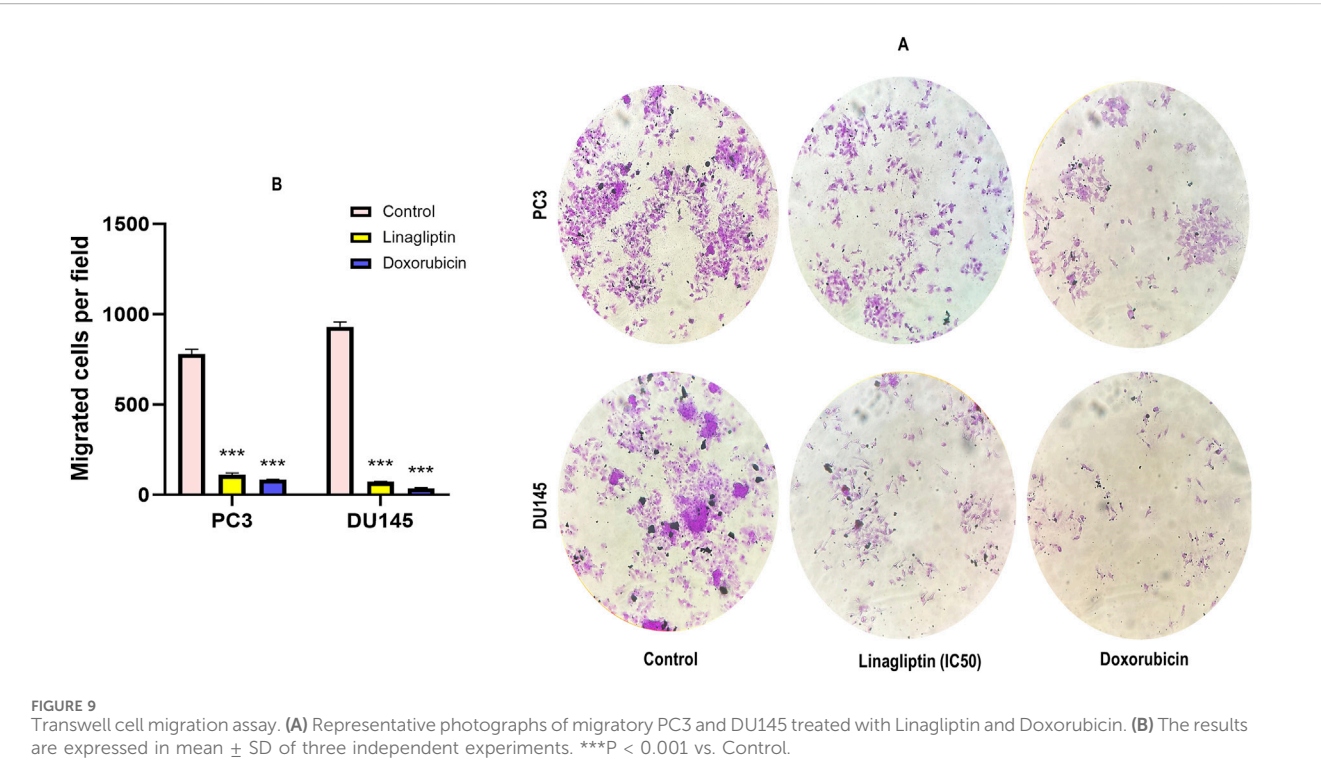 A
B
Control
Linagliptin
Doxorubicin
1500
1000
500
0
Migrated cells per field
***
***
***
***
PC3
DU145
PC3
DU145
Control
Linagliptin (IC50)
Doxorubicin
FIGURE 9
Transwell cell migration assay. (A) Representative photographs of migratory PC3 and DU145 treated with Linagliptin and Doxorubicin. (B) The results
are expressed in mean ± SD of three independent experiments. ***P < 0.001 vs. Control.